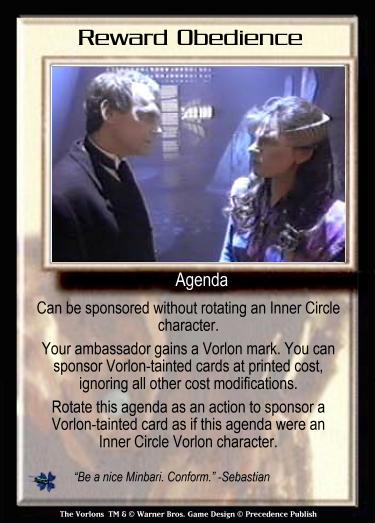 Reward Obedience
Agenda
Can be sponsored without rotating an Inner Circle
character.
Your ambassador gains a Vorlon mark. You can
sponsor Vorlon-tainted cards at printed cost,
ignoring all other cost modifications.
Rotate this agenda as an action to sponsor a
Vorlon-tainted card as if this agenda were an
Inner Circle Vorlon character.
“Be a nice Minbari. Conform.” -Sebastian
The Vorlons TM & © Warner Bros. Game Design © Precedence Publish